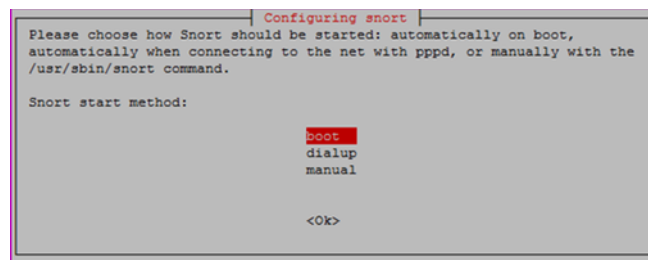 Configuring snort
Please choose how Snort should be started: automatically on boot,
automatically when connecting to the net with pppd, or manually with the
/usr/sbin/snort command.
Snort start method:
boot
dialup
manual
<Ok>